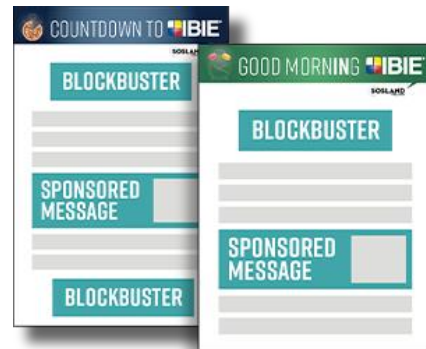 COUNTDOWN TO IBIE
SOSLAND
BLOCKBUSTER
SPONSORED
MESSAGE
BLOCKBUSTER
GOOD MORNING IBIE
SOSLAND
BLOCKBUSTER
SPONSORED
MESSAGE